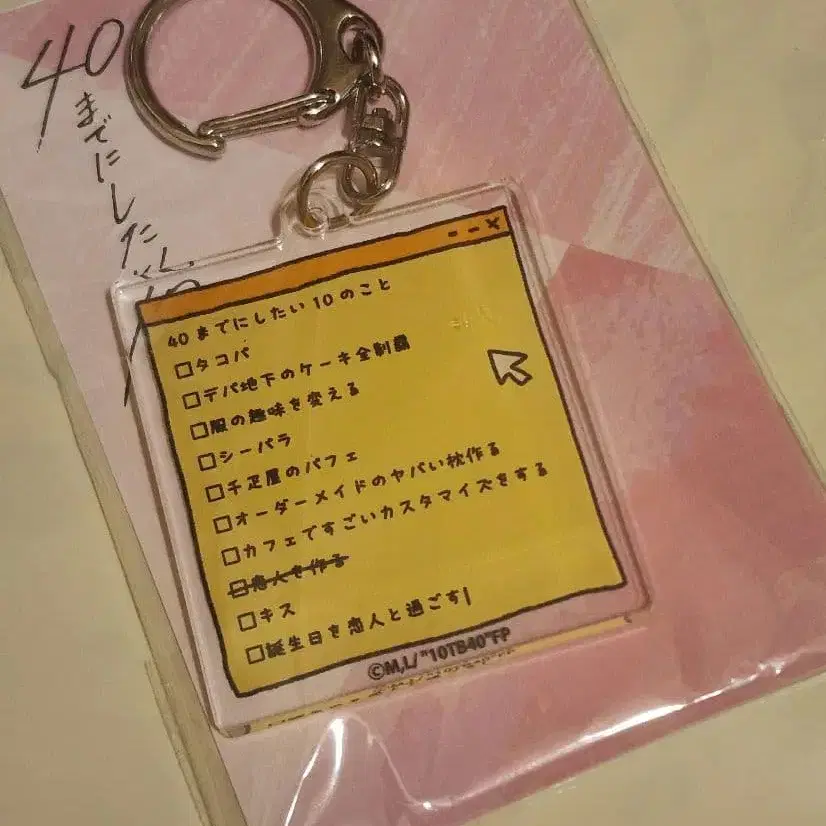 40
までにしたい
40までにしたい10のこと
□タコパ
□デパ地下のケーキ全制覇
□服の趣味を変える
□シーパラ
□千疋屋のパフェ
□オーダーメイドのヤバい枕作る
□カフェですごいカスタマイズをする
□恋人を作る
□キス
□誕生日を恋人と過ごす
©M,L/"10TB40"FP